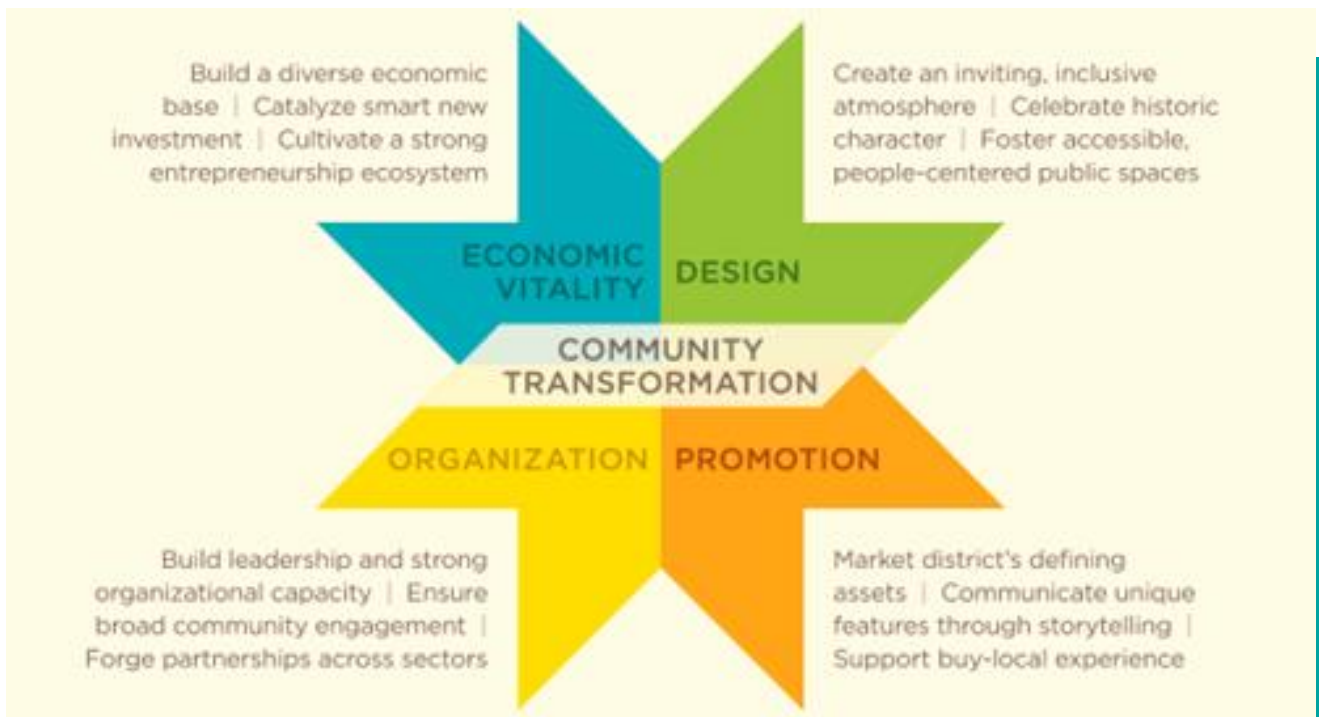 Build a diverse economic
base | Catalyze smart new
investment | Cultivate a strong
entrepreneurship ecosystem
Create an inviting, inclusive
atmosphere | Celebrate historic
character | Foster accessible,
people-centered public spaces
ECONOMIC
VITALITY
DESIGN
COMMUNITY
TRANSFORMATION
ORGANIZATION
PROMOTION
Build leadership and strong
organizational capacity | Ensure
broad community engagement |
Forge partnerships across sectors
Market district's defining
assets | Communicate unique
features through storytelling |
Support buy-local experience